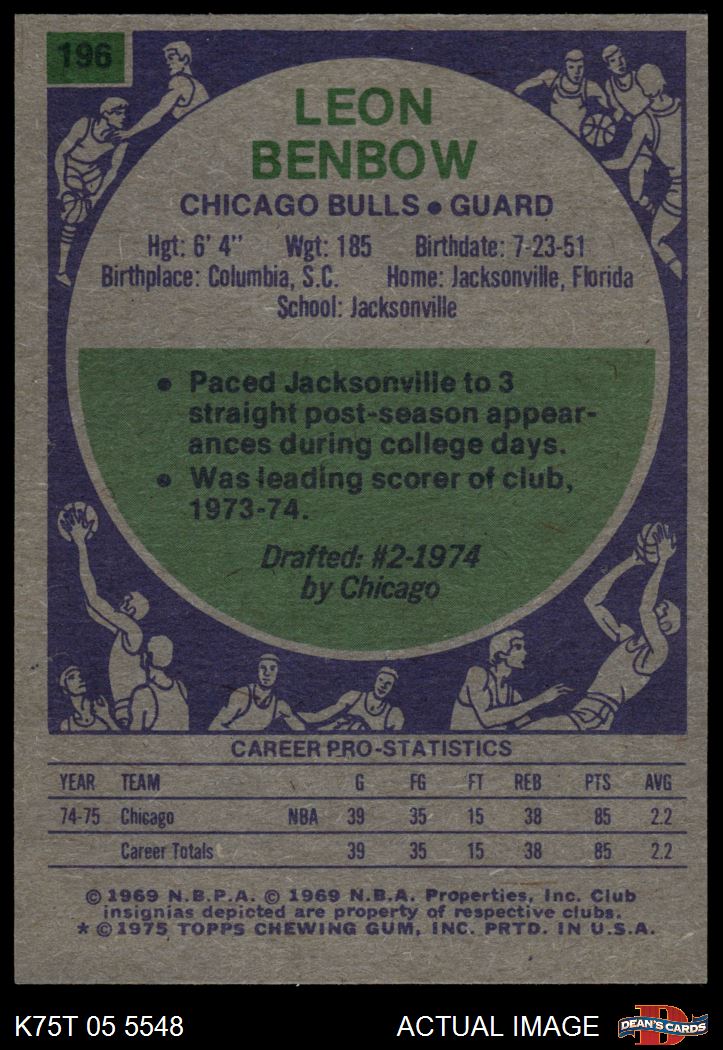 196
LEON
BENBOW
CHICAGO BULLS • GUARD
Hgt: 6' 4" Wgt: 185 Birthdate: 7-23-51
Birthplace: Columbia, S.C. Home: Jacksonville, Florida
School: Jacksonville
• Paced Jacksonville to 3
straight post-season appear-
ances during college days.
• Was leading scorer of club,
1973-74.
Drafted: #2-1974
by Chicago
CAREER PRO-STATISTICS
YEAR TEAM G FG FT REB PTS AVG
74-75 Chicago NBA 39 35 15 38 85 2.2
Career Totals 39 35 15 38 85 2.2
© 1969 N.B.P.A. © 1969 N.B.A. Properties, Inc. Club
insignias depicted are property of respective clubs.
* © 1975 TOPPS CHEWING GUM, INC. PRTD. IN U.S.A.
K75T 05 5548 ACTUAL IMAGE
D
DEAN'S CARDS